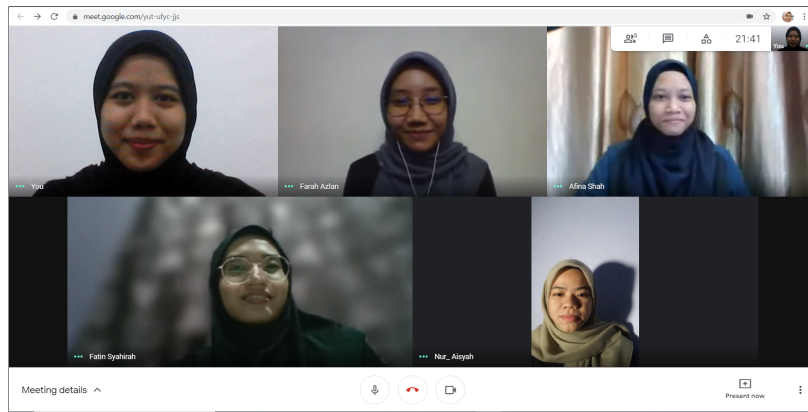 meet.google.com/yut-ufyc-jjs
5
21:41
You
You
Farah Azlan
Afina Shah
Fatin Syahirah
Nur_ Aisyah
Meeting details
Present now